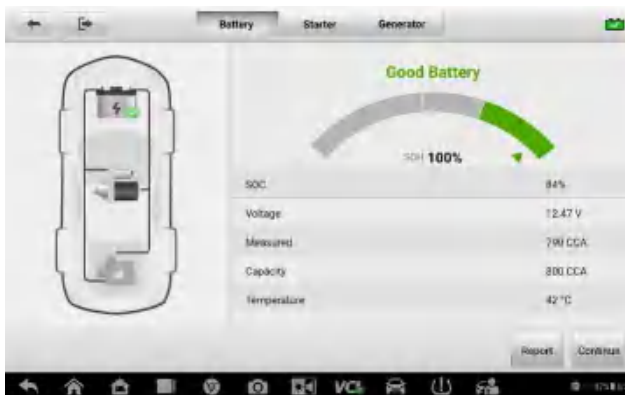 Battery Starter Generator
Good Battery
SOH 100%
SOC 84%
Voltage 12.47 V
Measured 790 CCA
Capacity 800 CCA
Temperature 42 °C
Report Continue
VCI